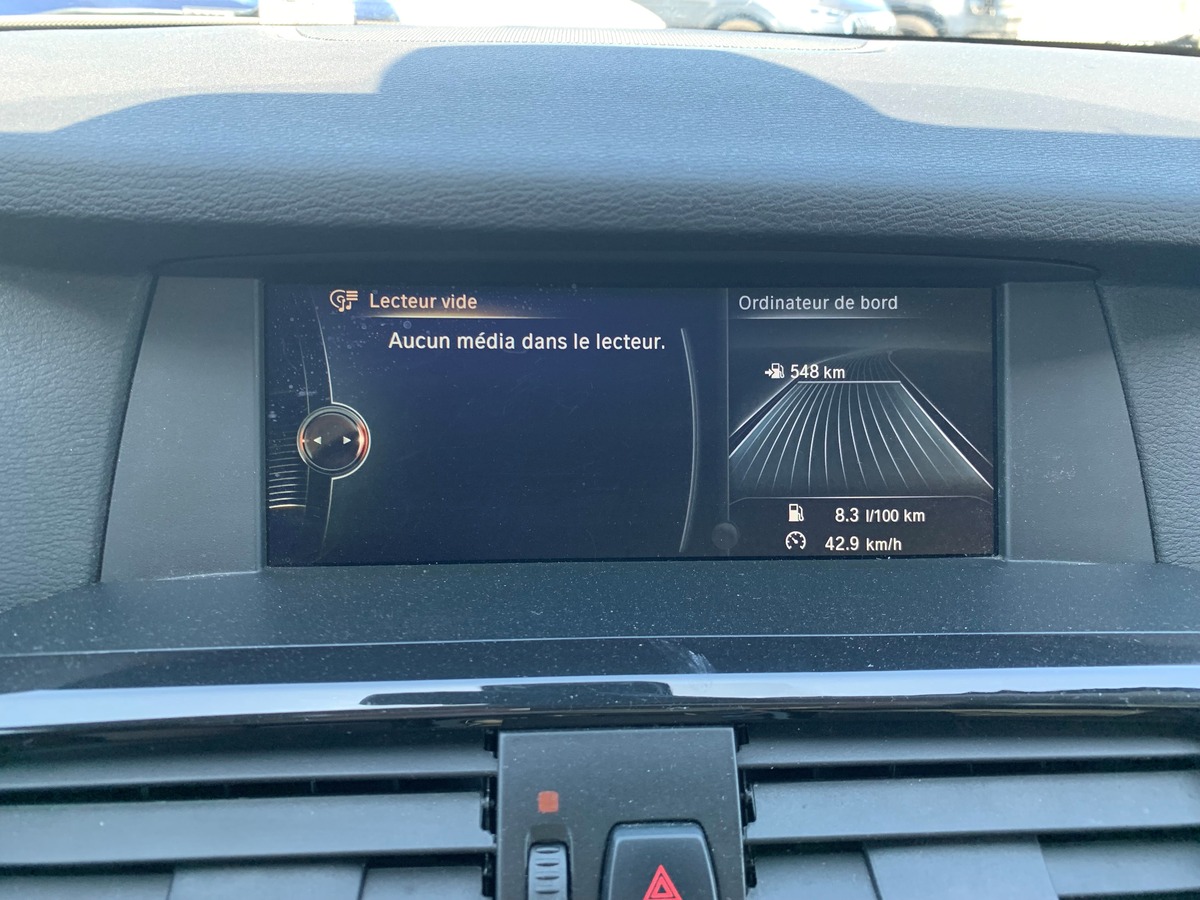 Lecteur vide
Aucun média dans le lecteur.
Ordinateur de bord
548 km
8.3 l/100 km
42.9 km/h